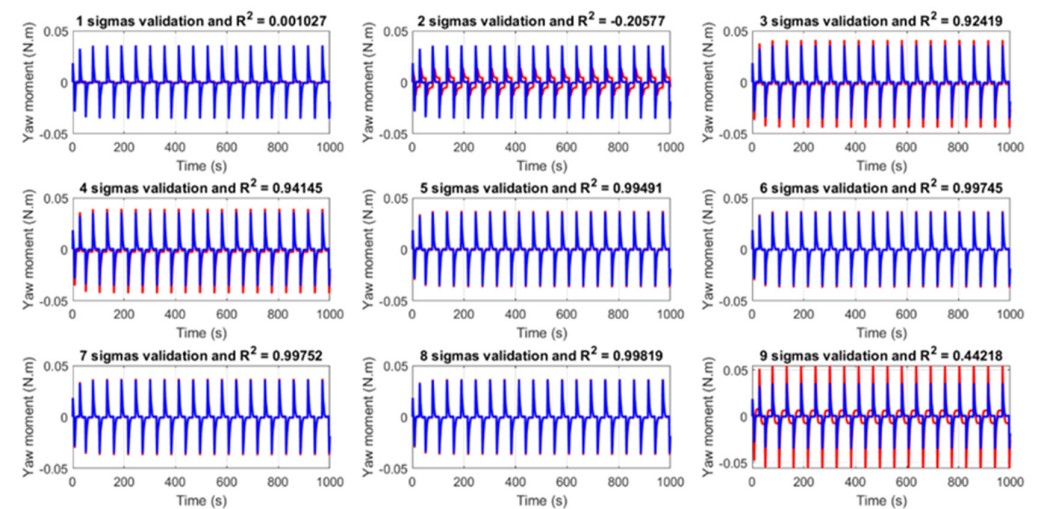 1 sigmas validation and R² = 0.001027
Yaw moment (N.m)
0.05
0
-0.05
0 200 400 600 800 1000
Time (s)
2 sigmas validation and R² = -0.20577
Yaw moment (N.m)
0.05
0
-0.05
0 200 400 600 800 1000
Time (s)
3 sigmas validation and R² = 0.92419
Yaw moment (N.m)
0.05
0
-0.05
0 200 400 600 800 1000
Time (s)
4 sigmas validation and R² = 0.94145
Yaw moment (N.m)
0.05
0
-0.05
0 200 400 600 800 1000
Time (s)
5 sigmas validation and R² = 0.99491
Yaw moment (N.m)
0.05
0
-0.05
0 200 400 600 800 1000
Time (s)
6 sigmas validation and R² = 0.99745
Yaw moment (N.m)
0.05
0
-0.05
0 200 400 600 800 1000
Time (s)
7 sigmas validation and R² = 0.99752
Yaw moment (N.m)
0.05
0
-0.05
0 200 400 600 800 1000
Time (s)
8 sigmas validation and R² = 0.99819
Yaw moment (N.m)
0.05
0
-0.05
0 200 400 600 800 1000
Time (s)
9 sigmas validation and R² = 0.44218
Yaw moment (N.m)
0.05
0
-0.05
0 200 400 600 800 1000
Time (s)